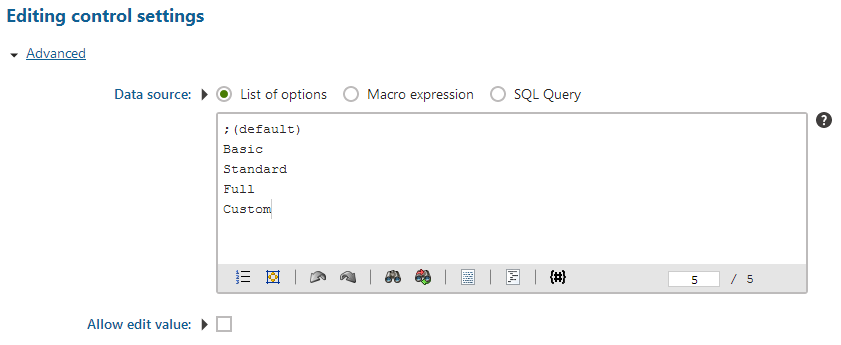 Editing control settings
Advanced
Data source: List of options Macro expression SQL Query
;(default)
Basic
Standard
Full
Custom
5 / 5
Allow edit value: